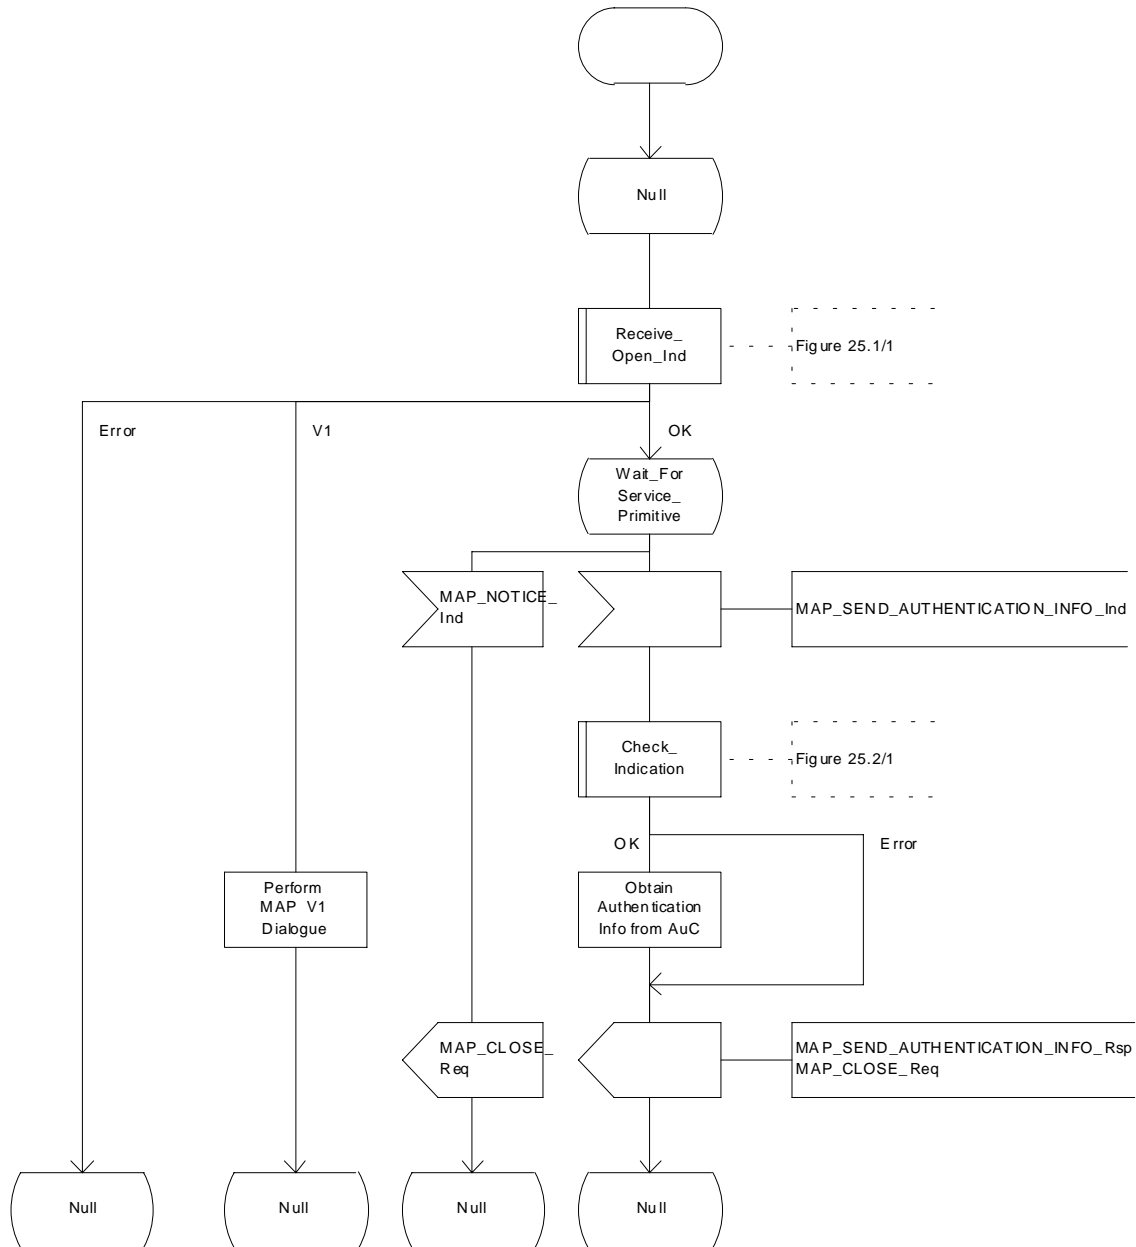 Null
Receive_
Open_Ind
Figure 25.1/1
Error
V1
OK
Wait_For
Service_
Primitive
MAP_NOTICE_
Ind
MAP_SEND_AUTHENTICATION_INFO_Ind
Check_
Indication
Figure 25.2/1
OK
Error
Perform
MAP V1
Dialogue
Obtain
Authentication
Info from AuC
MAP_CLOSE_
Req
MAP_SEND_AUTHENTICATION_INFO_Rsp
MAP_CLOSE_Req
Null
Null
Null
Null